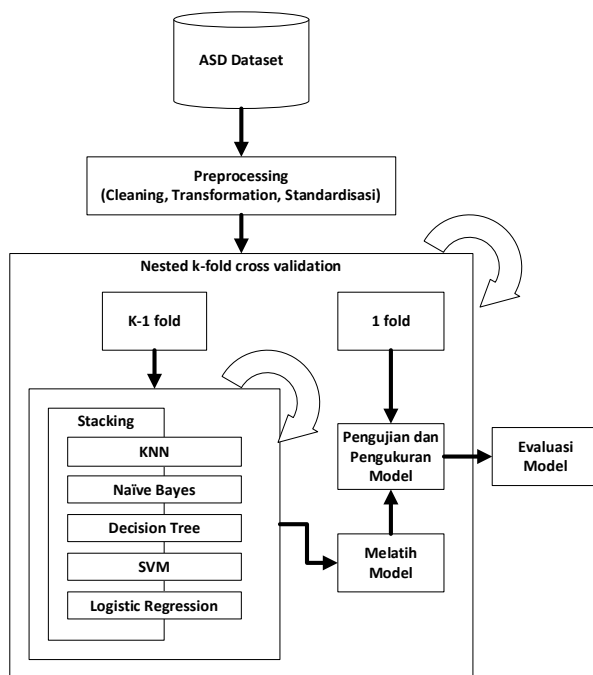 ASD Dataset
Preprocessing
(Cleaning, Transformation, Standardisasi)
Nested k-fold cross validation
K-1 fold
1 fold
Stacking
KNN
Naïve Bayes
Decision Tree
SVM
Logistic Regression
Pengujian dan
Pengukuran
Model
Evaluasi
Model
Melatih
Model